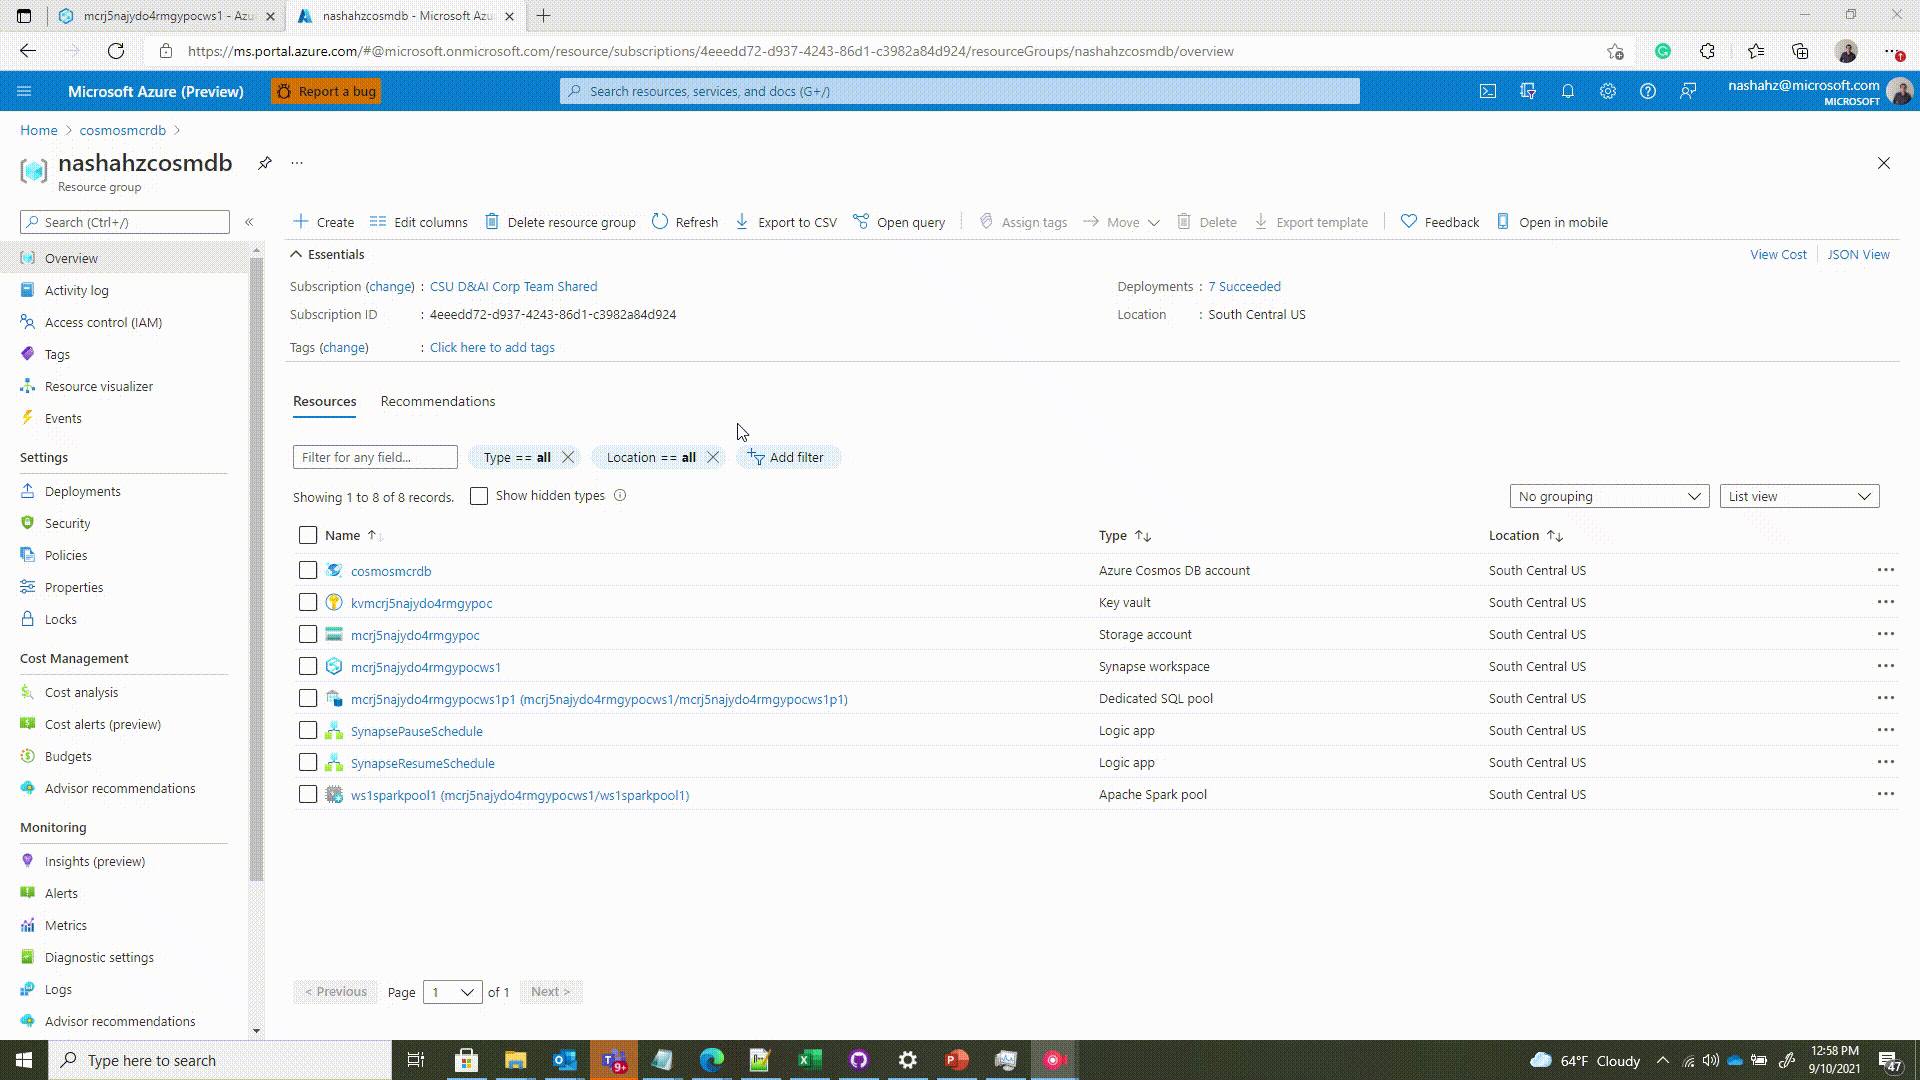 mcrj5najydo4rmgypocws1 - Azu
nashahzcosmdb - Microsoft Azu
https://ms.portal.azure.com/#@microsoft.onmicrosoft.com/resource/subscriptions/4eeedd72-d937-4243-86d1-c3982a84d924/resourceGroups/nashahzcosmdb/overview
Microsoft Azure (Preview)
Report a bug
Search resources, services, and docs (G+/)
nashahz@microsoft.com
MICROSOFT
Home > cosmosmcrdb >
nashahzcosmdb
Resource group
Search (Ctrl+/)
Create
Edit columns
Delete resource group
Refresh
Export to CSV
Open query
Assign tags
Move
Delete
Export template
Feedback
Open in mobile
Overview
Activity log
Access control (IAM)
Tags
Resource visualizer
Events
Settings
Deployments
Security
Policies
Properties
Locks
Cost Management
Cost analysis
Cost alerts (preview)
Budgets
Advisor recommendations
Monitoring
Insights (preview)
Alerts
Metrics
Diagnostic settings
Logs
Advisor recommendations
Essentials
View Cost
JSON View
Subscription (change) : CSU D&AI Corp Team Shared
Deployments : 7 Succeeded
Subscription ID : 4eeedd72-d937-4243-86d1-c3982a84d924
Location : South Central US
Tags (change) : Click here to add tags
Resources
Recommendations
Filter for any field...
Type == all
Location == all
Add filter
Showing 1 to 8 of 8 records.
Show hidden types
No grouping
List view
Name Type Location
cosmosmcrdb Azure Cosmos DB account South Central US
kvmcrj5najydo4rmgypoc Key vault South Central US
mcrj5najydo4rmgypoc Storage account South Central US
mcrj5najydo4rmgypocws1 Synapse workspace South Central US
mcrj5najydo4rmgypocws1p1 (mcrj5najydo4rmgypocws1/mcrj5najydo4rmgypocws1p1) Dedicated SQL pool South Central US
SynapsePauseSchedule Logic app South Central US
SynapseResumeSchedule Logic app South Central US
ws1sparkpool1 (mcrj5najydo4rmgypocws1/ws1sparkpool1) Apache Spark pool South Central US
< Previous Page 1 of 1 Next >
Type here to search
9+
64°F Cloudy
12:58 PM
9/10/2021
47